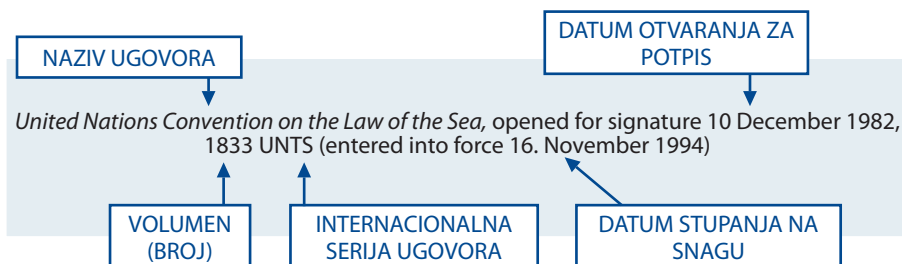 NAZIV UGOVORA
DATUM OTVARANJA ZA
POTPIS
United Nations Convention on the Law of the Sea, opened for signature 10 December 1982,
1833 UNTS (entered into force 16. November 1994)
VOLUMEN
(BROJ)
INTERNACIONALNA
SERIJA UGOVORA
DATUM STUPANJA NA
SNAGU